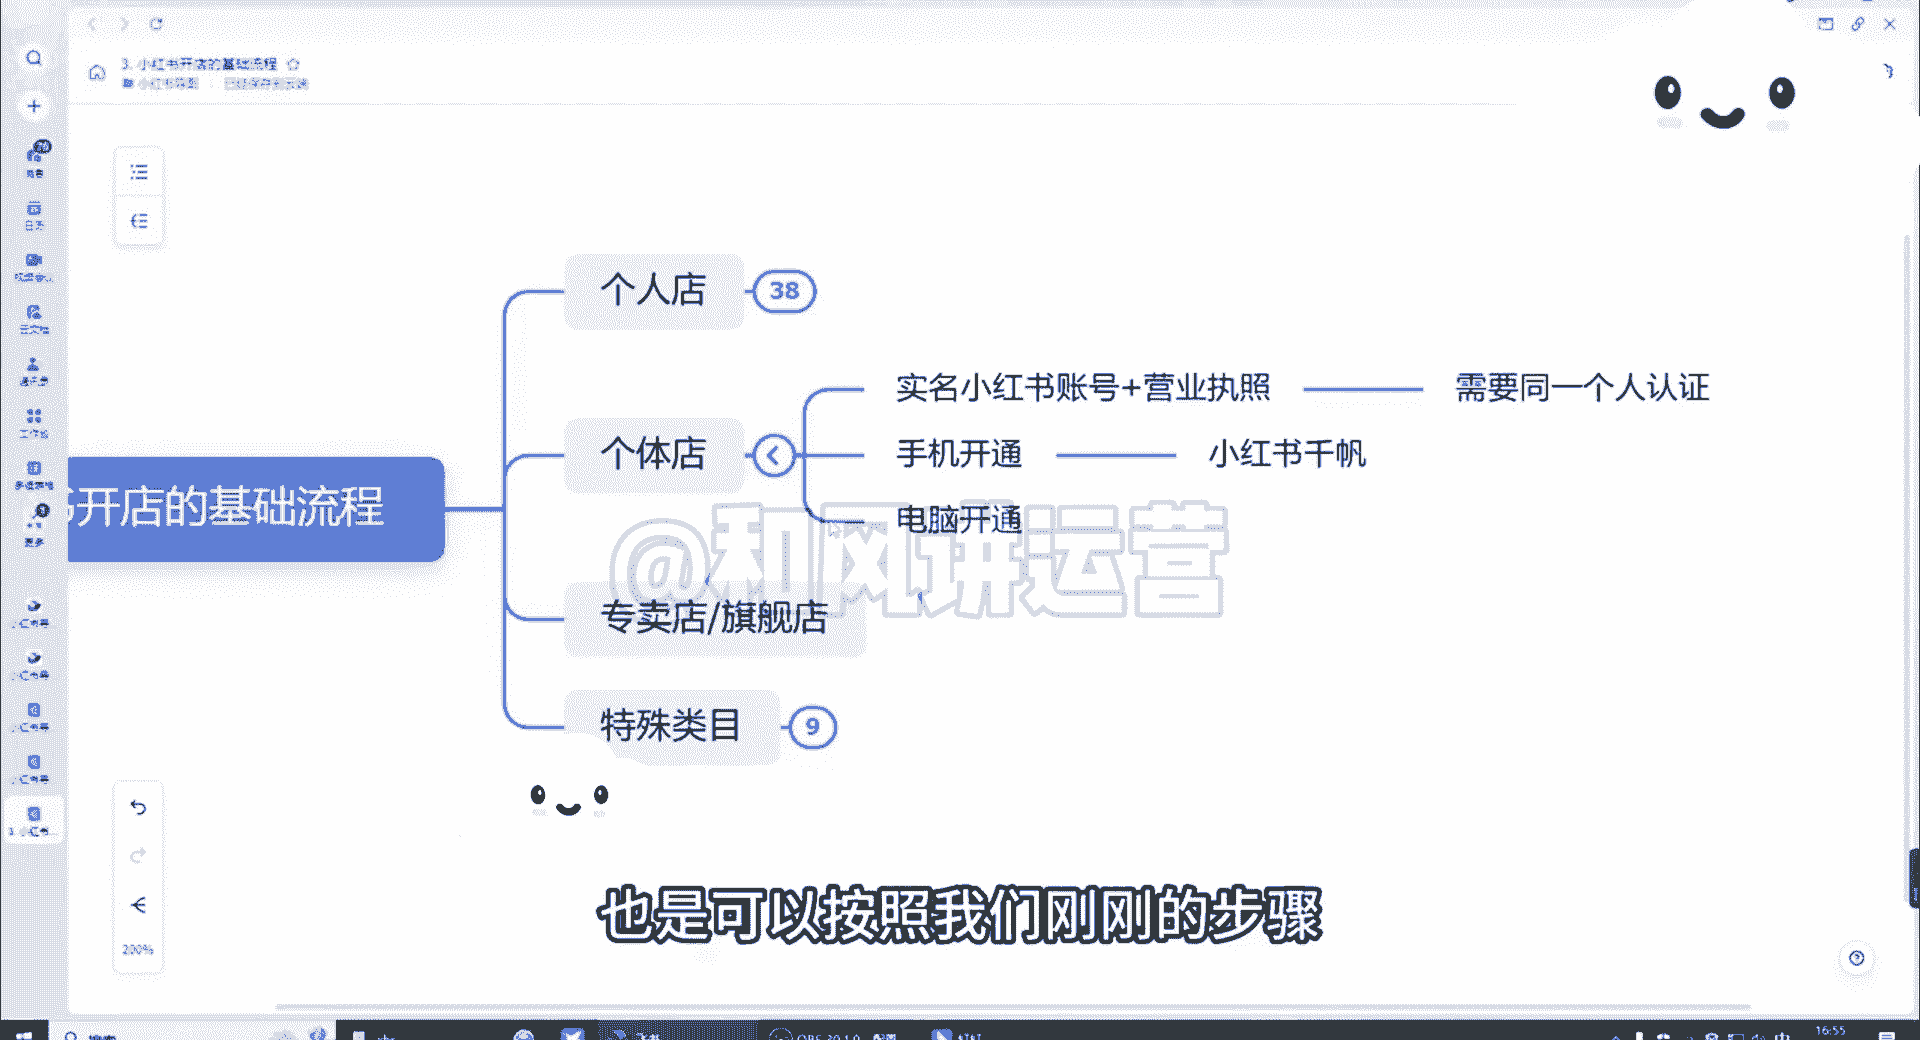 3. 小红书开店的基础流程
个人店
38
实名小红书账号+营业执照
需要同一个人认证
个体店
手机开通
小红书千帆
电脑开通
书开店的基础流程
@和风讲运营
专卖店/旗舰店
特殊类目
9
也是可以按照我们刚刚的步骤
200%
搜索
16:55